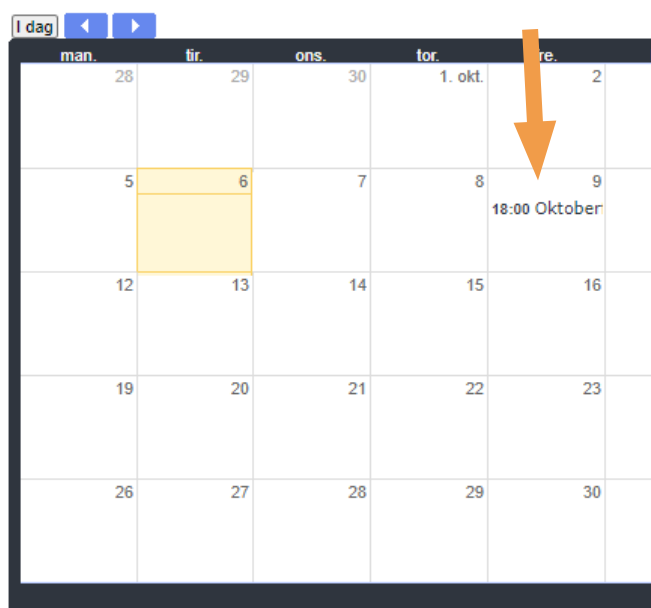 I dag
man. tir. ons. tor. re.
28 29 30 1. okt. 2
5 6 7 8 9
18:00 Oktober
12 13 14 15 16
19 20 21 22 23
26 27 28 29 30